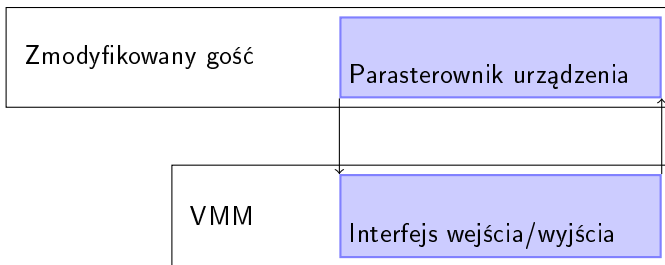 Zmodyfikowany gość
Parasterownik urządzenia
VMM
Interfejs wejścia/wyjścia